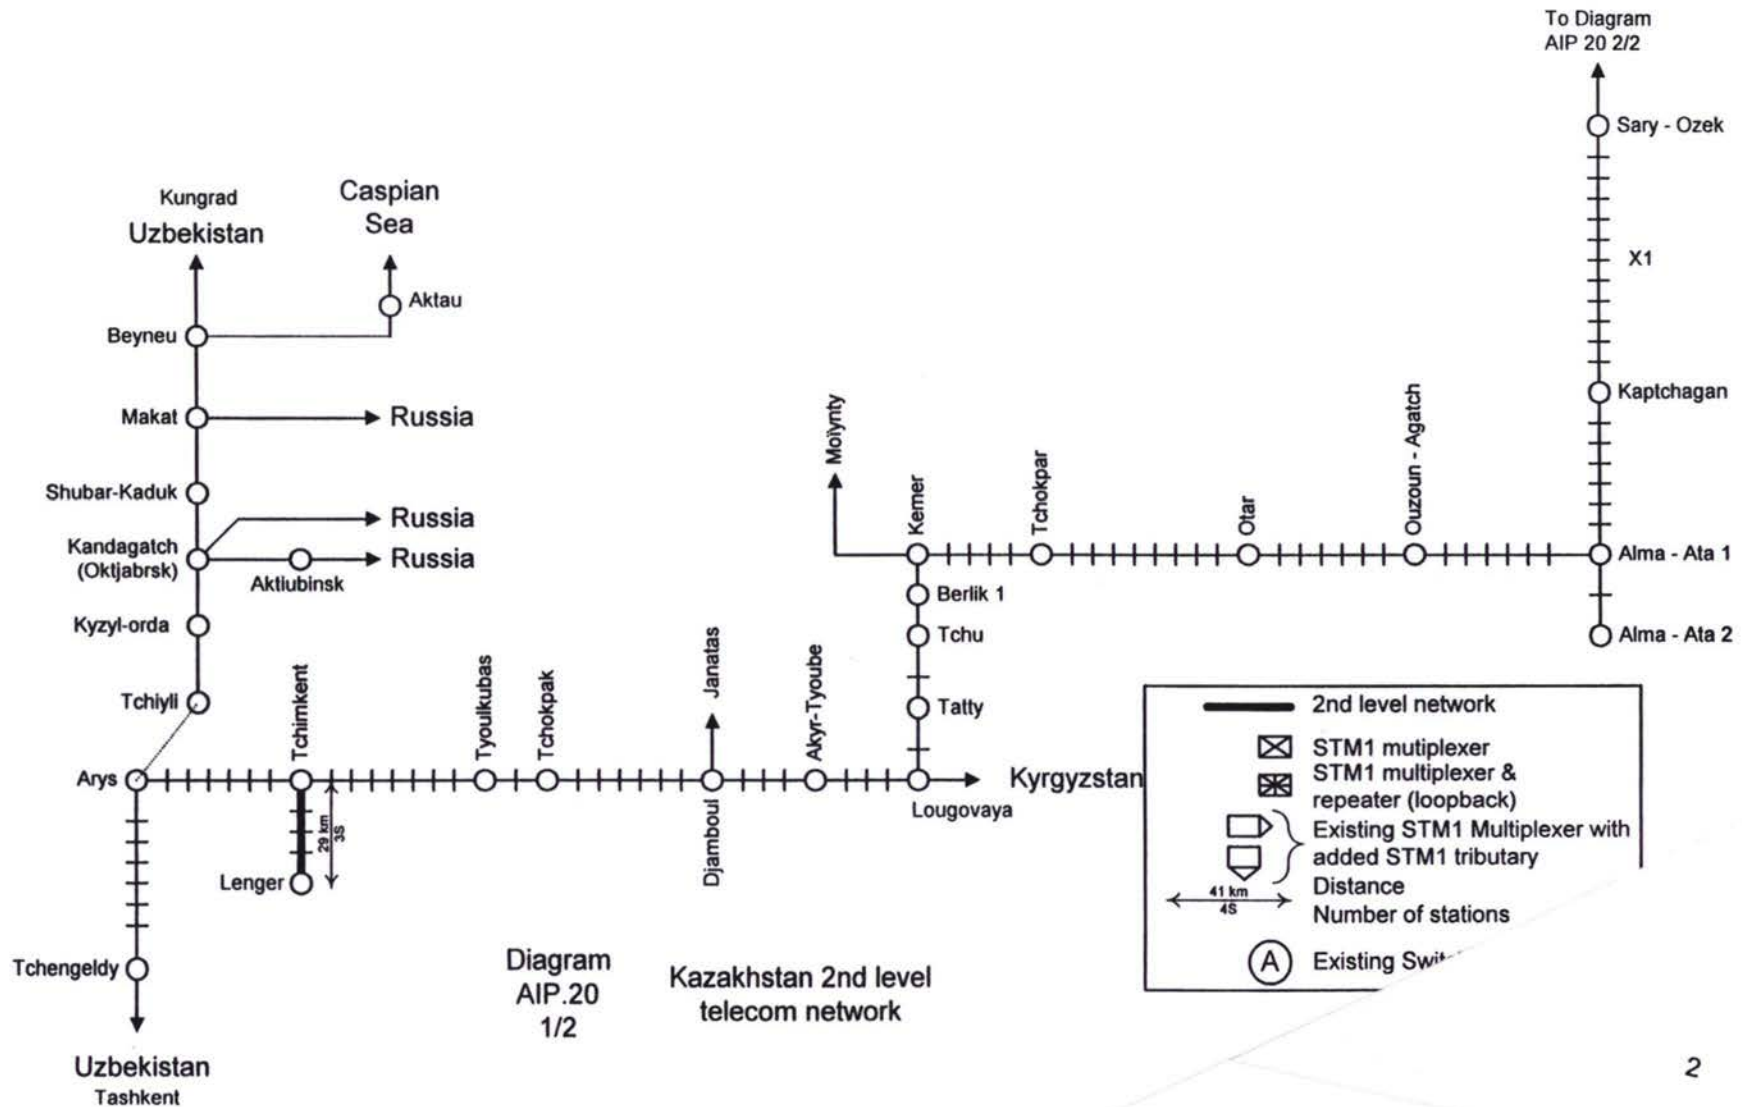 To Diagram
AIP 20 2/2
Sary - Ozek
X1
Kaptchagan
Alma - Ata 1
Alma - Ata 2
Kungrad
Uzbekistan
Caspian
Sea
Aktau
Beyneu
Makat
Russia
Shubar-Kaduk
Russia
Kandagatch
(Oktjabrsk)
Russia
Aktiubinsk
Kyzyl-orda
Tchiyli
Arys
Tchimkent
Tyoulkubas
Tchokpak
Janatas
Djamboul
Akyr-Tyoube
Moïynty
Kemer
Tchokpar
Otar
Ouzoun - Agatch
Berlik 1
Tchu
Tatty
Lougovaya
Kyrgyzstan
29 km
3S
Lenger
Tchengeldy
Uzbekistan
Tashkent
Diagram
AIP.20
1/2
Kazakhstan 2nd level
telecom network
2nd level network
STM1 mutiplexer
STM1 multiplexer &
repeater (loopback)
Existing STM1 Multiplexer with
added STM1 tributary
41 km
4S
Distance
Number of stations
A
Existing
2